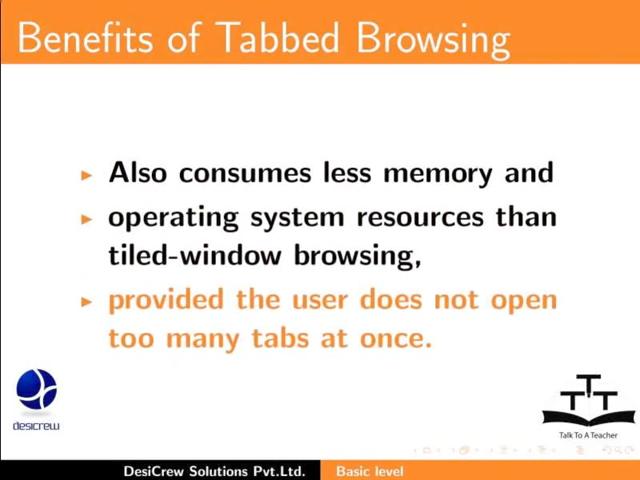 Benefits of Tabbed Browsing
Also consumes less memory and
operating system resources than
tiled-window browsing,
provided the user does not open
too many tabs at once.
desicrew
TTT
Talk To A Teacher
DesiCrew Solutions Pvt.Ltd. Basic level